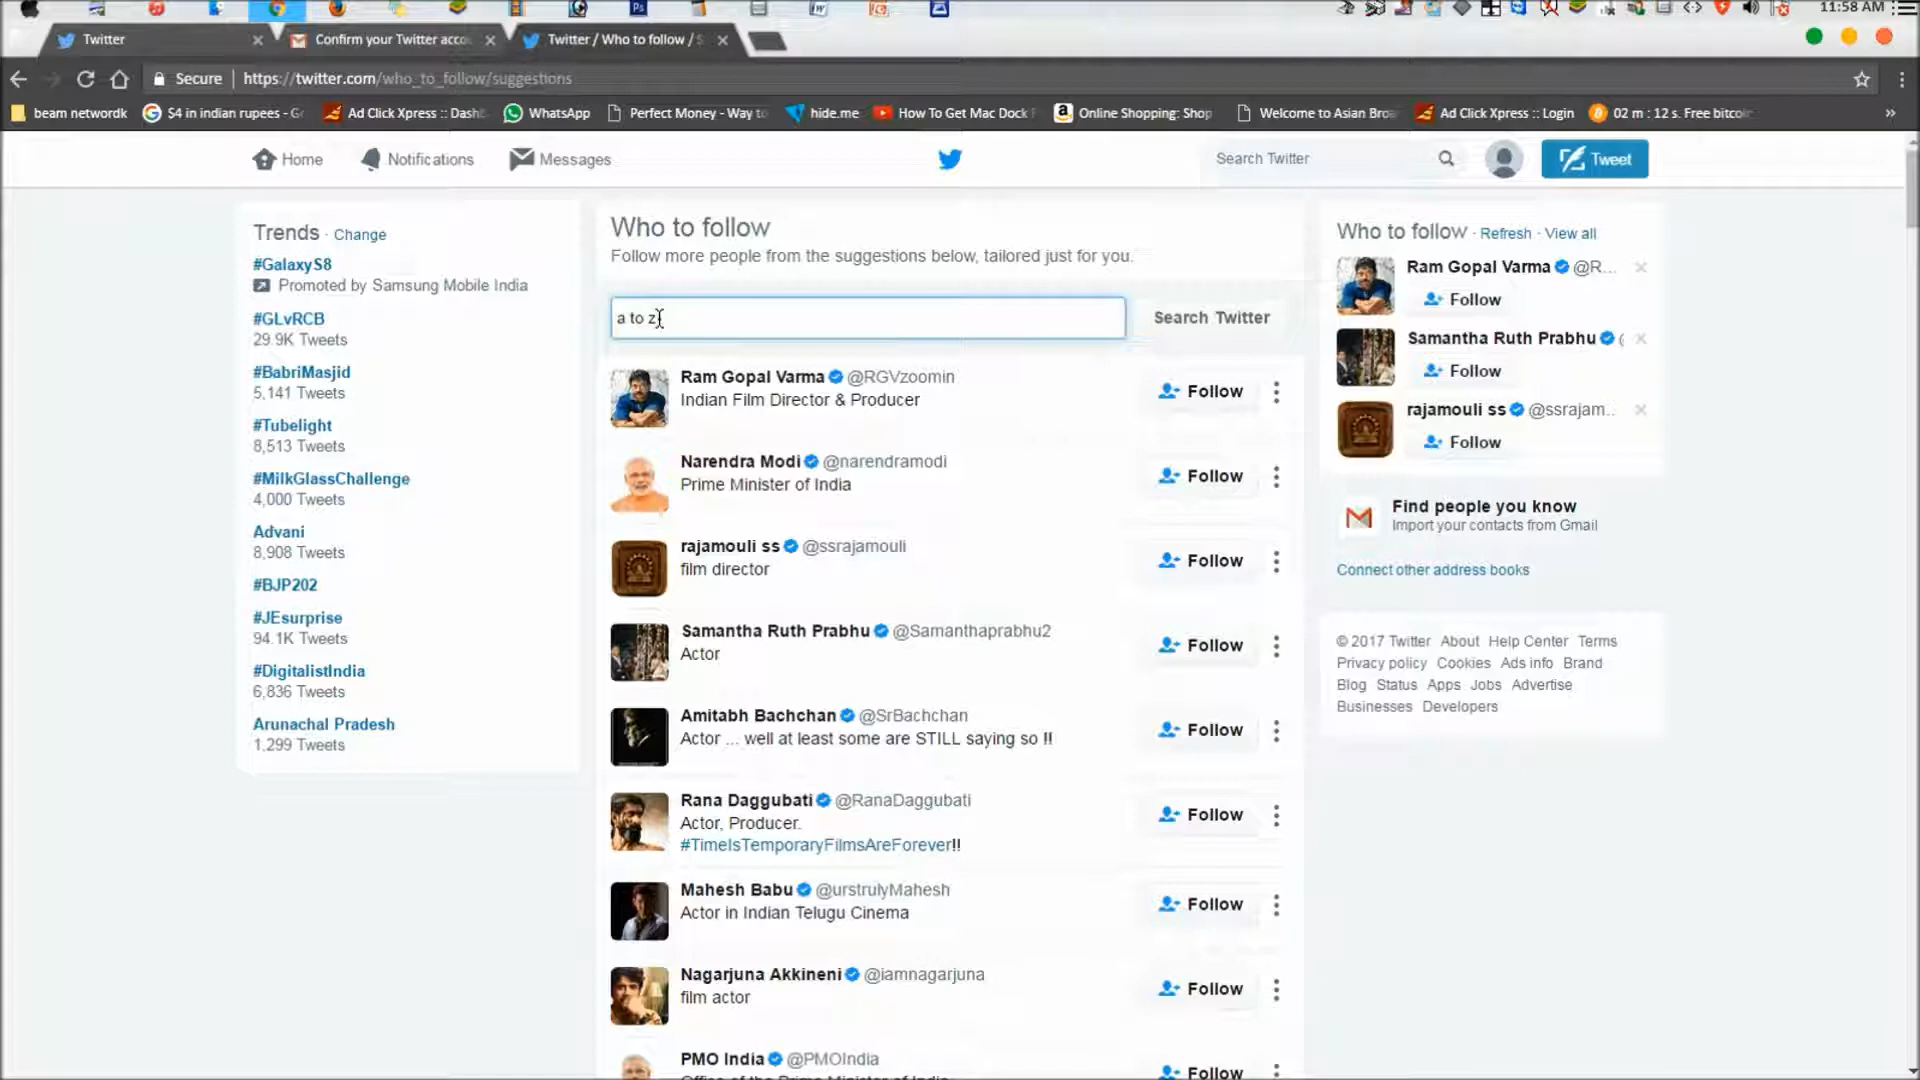 11:58 AM
Twitter
Confirm your Twitter acco
Twitter / Who to follow / S
Secure
https://twitter.com/who_to_follow/suggestions
beam networdk
$4 in indian rupees - Go
Ad Click Xpress :: Dash
WhatsApp
Perfect Money - Way to
hide.me
How To Get Mac Dock
Online Shopping: Shop
Welcome to Asian Bro
Ad Click Xpress :: Login
02 m : 12 s. Free bitcoi
»
Home
Notifications
Messages
Search Twitter
Tweet
Trends · Change
#GalaxyS8
Promoted by Samsung Mobile India
#GLvRCB
29.9K Tweets
#BabriMasjid
5,141 Tweets
#Tubelight
8,513 Tweets
#MilkGlassChallenge
4,000 Tweets
Advani
8,908 Tweets
#BJP202
#JEsurprise
94.1K Tweets
#DigitalistIndia
6,836 Tweets
Arunachal Pradesh
1,299 Tweets
Who to follow
Follow more people from the suggestions below, tailored just for you.
a to z
Search Twitter
Ram Gopal Varma @RGVzoomin
Indian Film Director & Producer
Follow
Narendra Modi @narendramodi
Prime Minister of India
Follow
rajamouli ss @ssrajamouli
film director
Follow
Samantha Ruth Prabhu @Samanthaprabhu2
Actor
Follow
Amitabh Bachchan @SrBachchan
Actor ... well at least some are STILL saying so !!
Follow
Rana Daggubati @RanaDaggubati
Actor, Producer.
#TimeIsTemporaryFilmsAreForever!!
Follow
Mahesh Babu @urstrulyMahesh
Actor in Indian Telugu Cinema
Follow
Nagarjuna Akkineni @iamnagarjuna
film actor
Follow
PMO India @PMOIndia
Office of the Prime Minister of India
Follow
Who to follow · Refresh · View all
Ram Gopal Varma @R...
Follow
Samantha Ruth Prabhu
Follow
rajamouli ss @ssrajam...
Follow
Find people you know
Import your contacts from Gmail
Connect other address books
© 2017 Twitter About Help Center Terms
Privacy policy Cookies Ads info Brand
Blog Status Apps Jobs Advertise
Businesses Developers